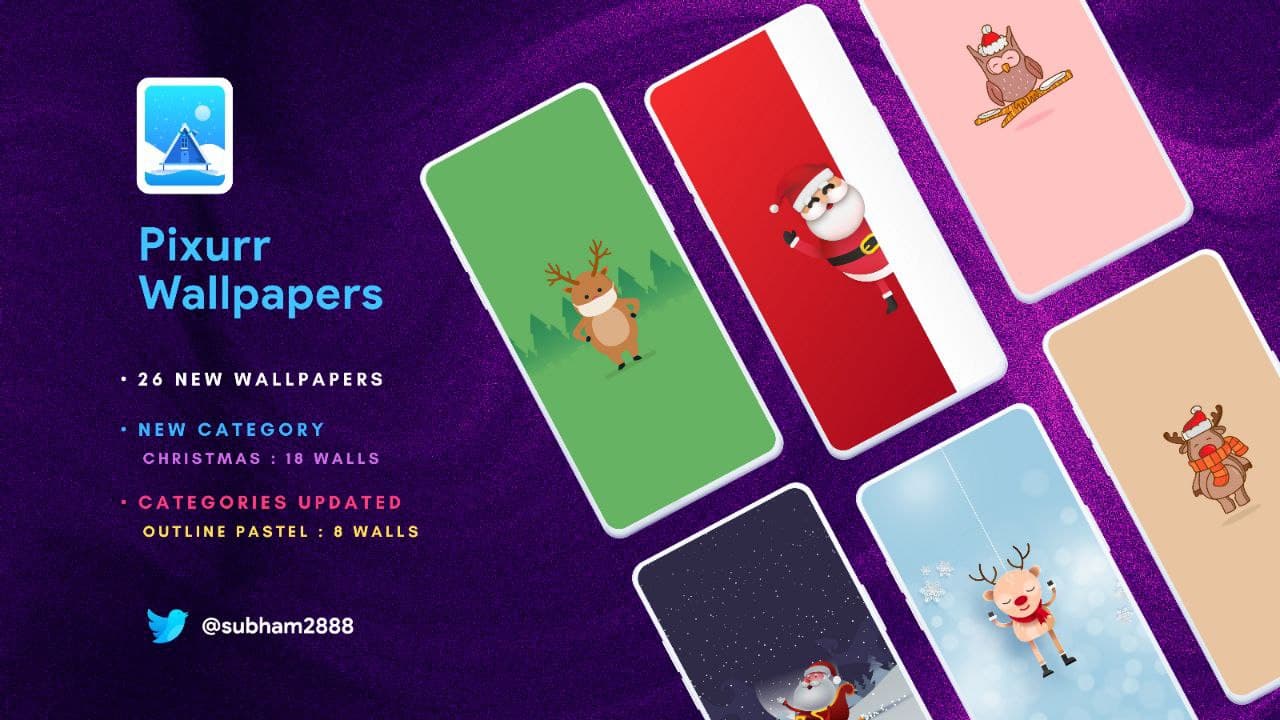 Pixurr
Wallpapers
• 26 NEW WALLPAPERS
• NEW CATEGORY
CHRISTMAS : 18 WALLS
• CATEGORIES UPDATED
OUTLINE PASTEL : 8 WALLS
@subham2888